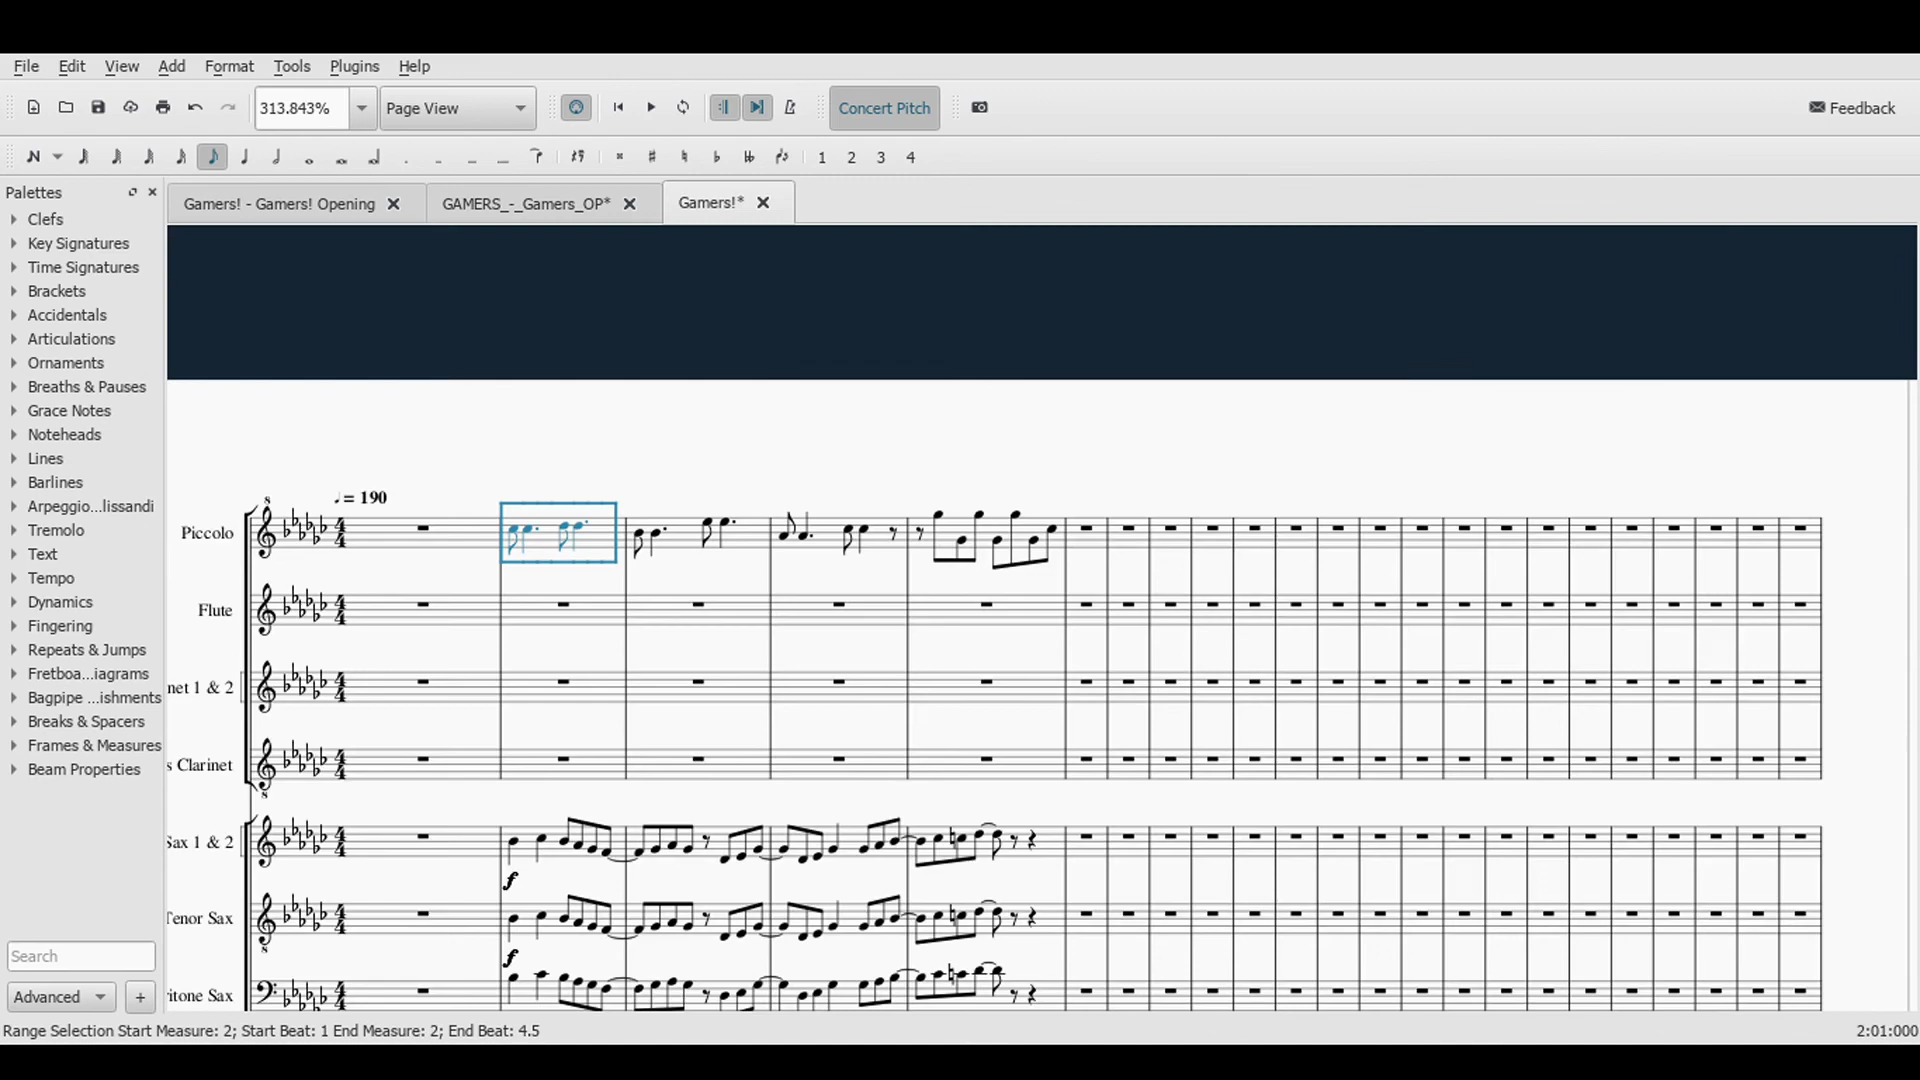 File Edit View Add Format Tools Plugins Help
313.843% Page View Concert Pitch Feedback
1 2 3 4
Palettes
Gamers! - Gamers! Opening GAMERS_-_Gamers_OP* Gamers!*
Clefs
Key Signatures
Time Signatures
Brackets
Accidentals
Articulations
Ornaments
Breaths & Pauses
Grace Notes
Noteheads
Lines
Barlines
Arpeggio...lissandi
Tremolo
Text
Tempo
Dynamics
Fingering
Repeats & Jumps
Fretboa...iagrams
Bagpipe ...ishments
Breaks & Spacers
Frames & Measures
Beam Properties
Search
Advanced +
= 190
Piccolo
Flute
net 1 & 2
s Clarinet
Sax 1 & 2
f
Tenor Sax
f
ritone Sax
Range Selection Start Measure: 2; Start Beat: 1 End Measure: 2; End Beat: 4.5 2:01:000